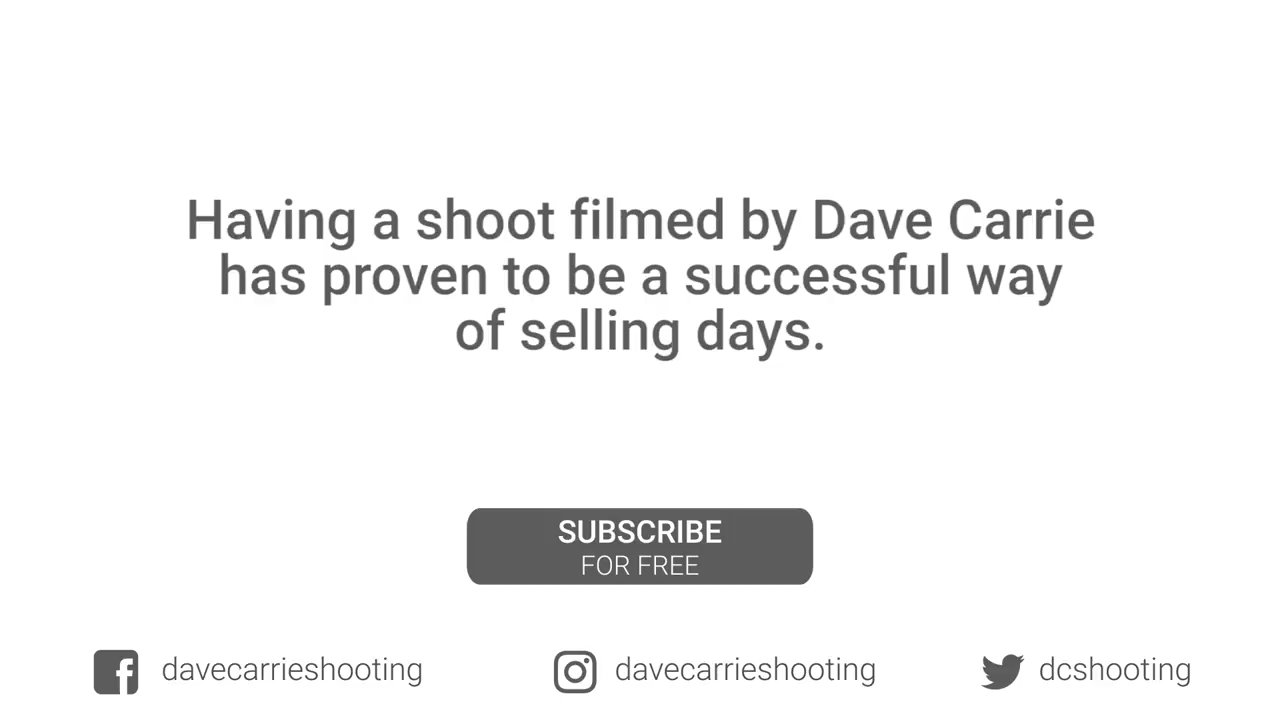 Having a shoot filmed by Dave Carrie
has proven to be a successful way
of selling days.
SUBSCRIBE
FOR FREE
davecarrieshooting
davecarrieshooting
dcshooting